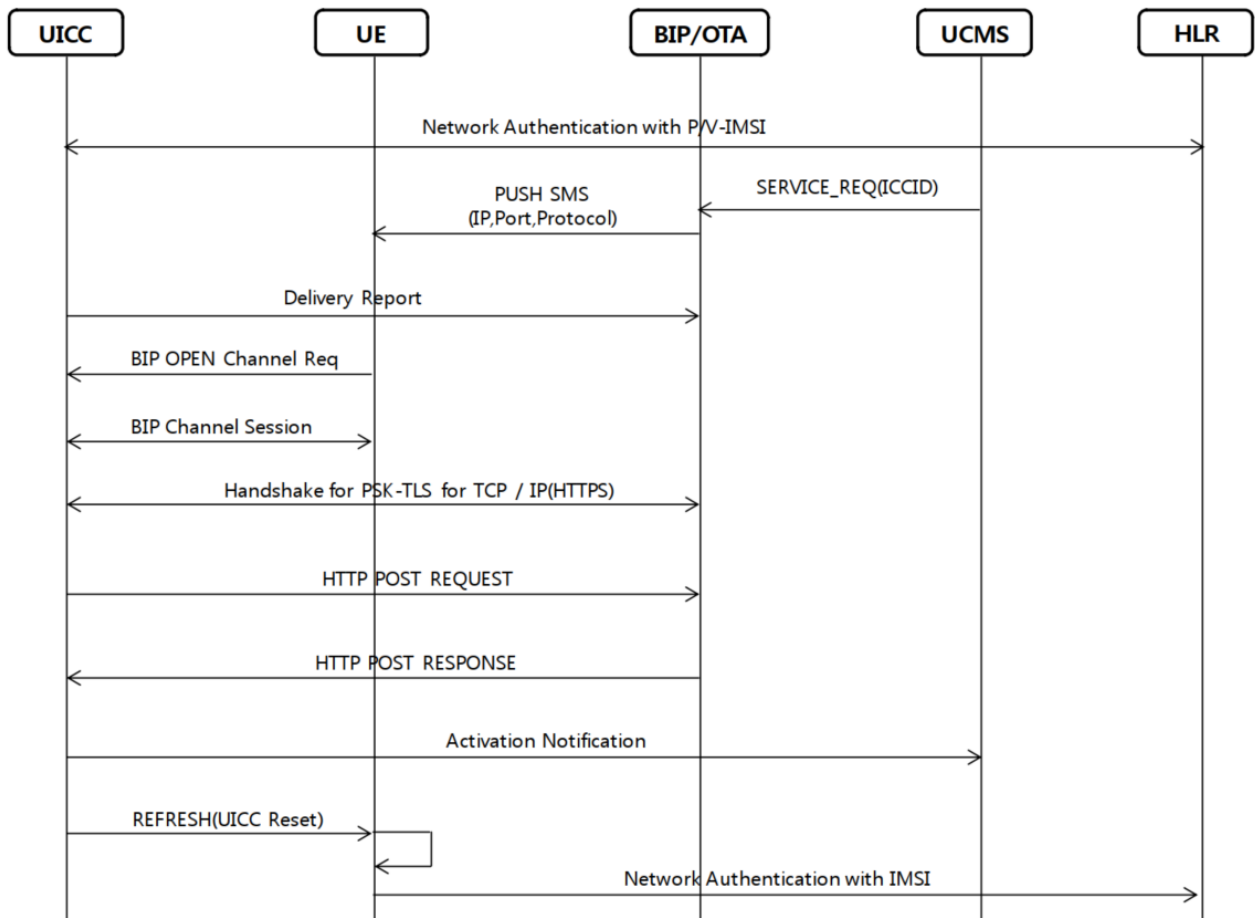 UICC
UE
BIP/OTA
UCMS
HLR
Network Authentication with P/V-IMSI
SERVICE_REQ(ICCID)
PUSH SMS
(IP,Port,Protocol)
Delivery Report
BIP OPEN Channel Req
BIP Channel Session
Handshake for PSK-TLS for TCP / IP(HTTPS)
HTTP POST REQUEST
HTTP POST RESPONSE
Activation Notification
REFRESH(UICC Reset)
Network Authentication with IMSI